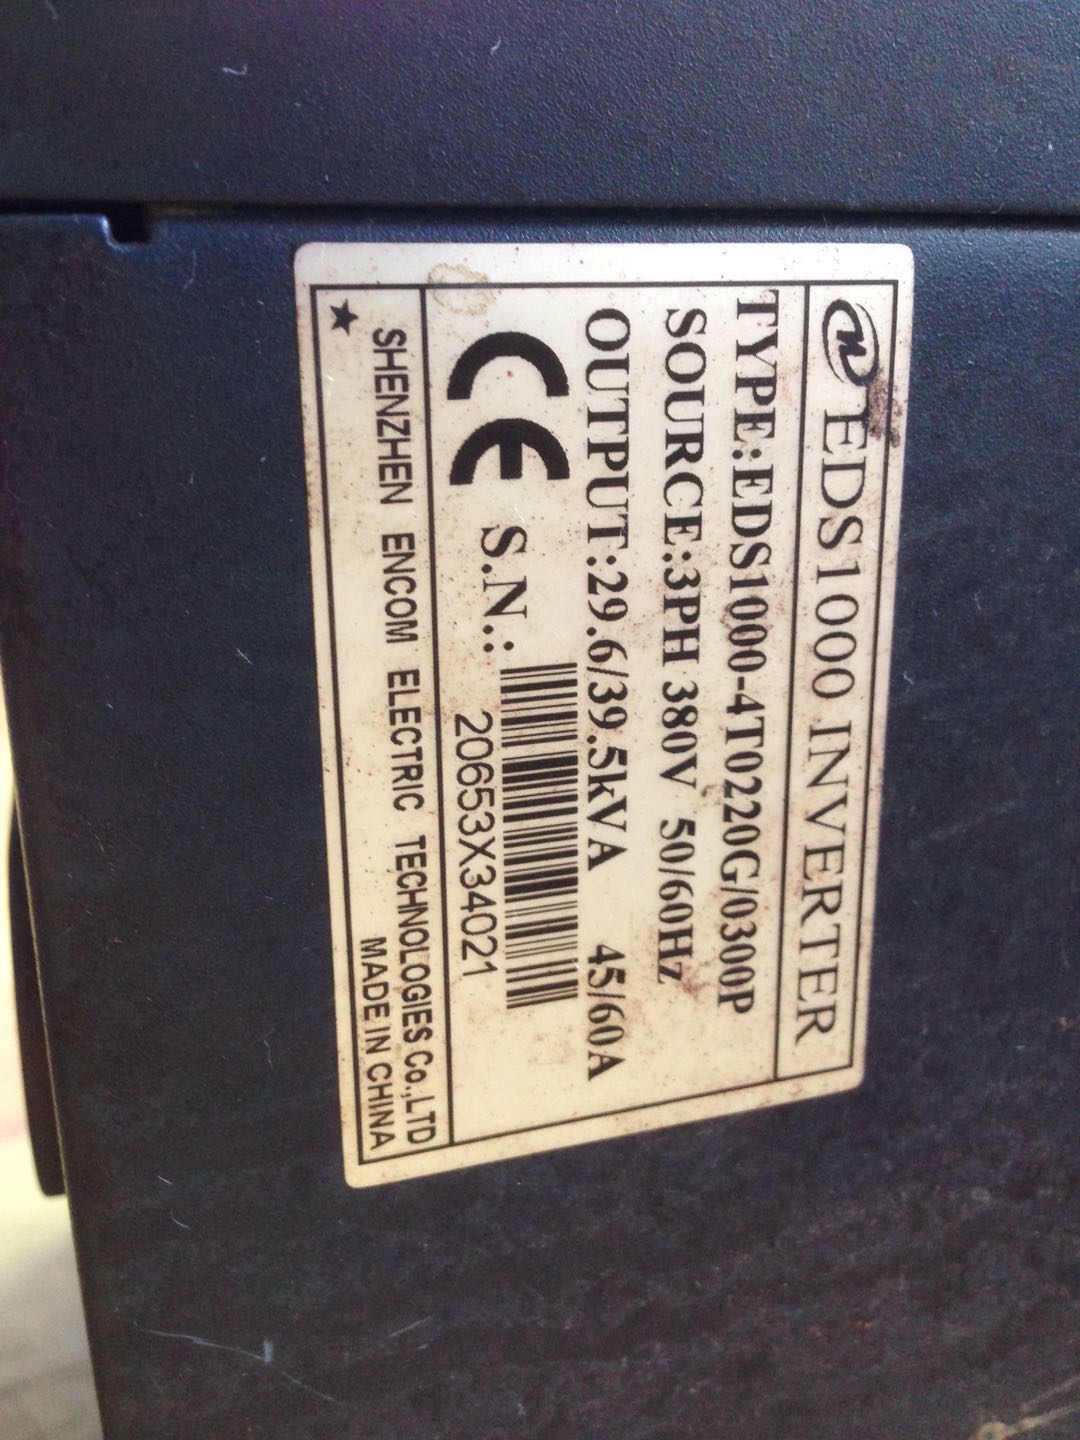 EDS1000 INVERTER
TYPE:EDS1000-4T0220G/0300P
SOURCE:3PH 380V 50/60Hz
OUTPUT:29.6/39.5kVA 45/60A
CE S.N.:
20653X34021
SHENZHEN ENCOM ELECTRIC TECHNOLOGIES Co.,LTD
MADE IN CHINA